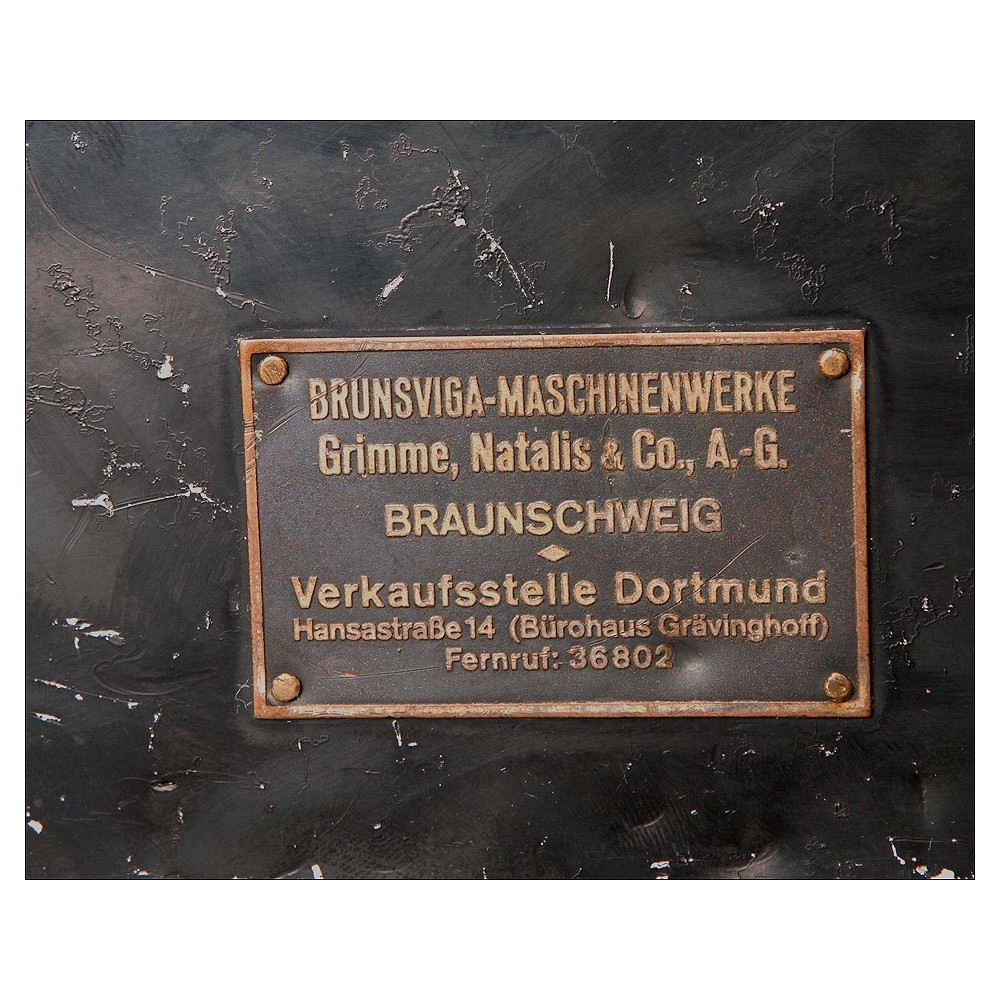 BRUNSVIGA-MASCHINENWERKE
Grimme, Natalis & Co., A.-G.
BRAUNSCHWEIG
Verkaufsstelle Dortmund
Hansastraße 14 (Bürohaus Grävinghoff)
Fernruf: 36802